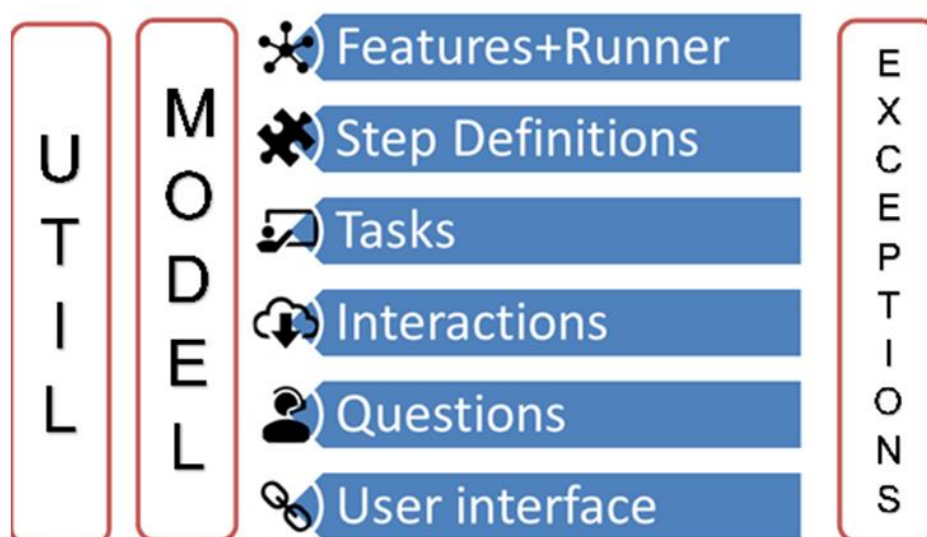 UTIL
MODEL
Features+Runner
Step Definitions
Tasks
Interactions
Questions
User interface
EXCEPTIONS